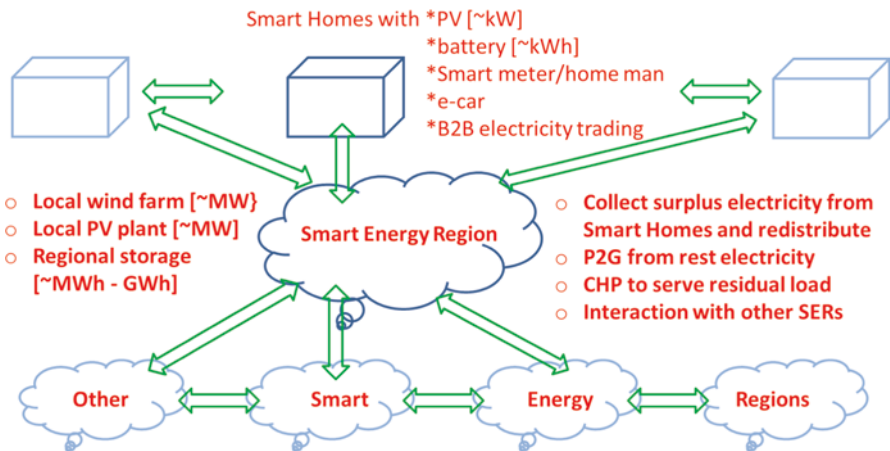 Smart Homes with *PV [~kW]
*battery [~kWh]
*Smart meter/home man
*e-car
*B2B electricity trading
○ Local wind farm [~MW}
○ Local PV plant [~MW]
○ Regional storage
[~MWh - GWh]
Smart Energy Region
○ Collect surplus electricity from
Smart Homes and redistribute
○ P2G from rest electricity
○ CHP to serve residual load
○ Interaction with other SERs
Other
Smart
Energy
Regions